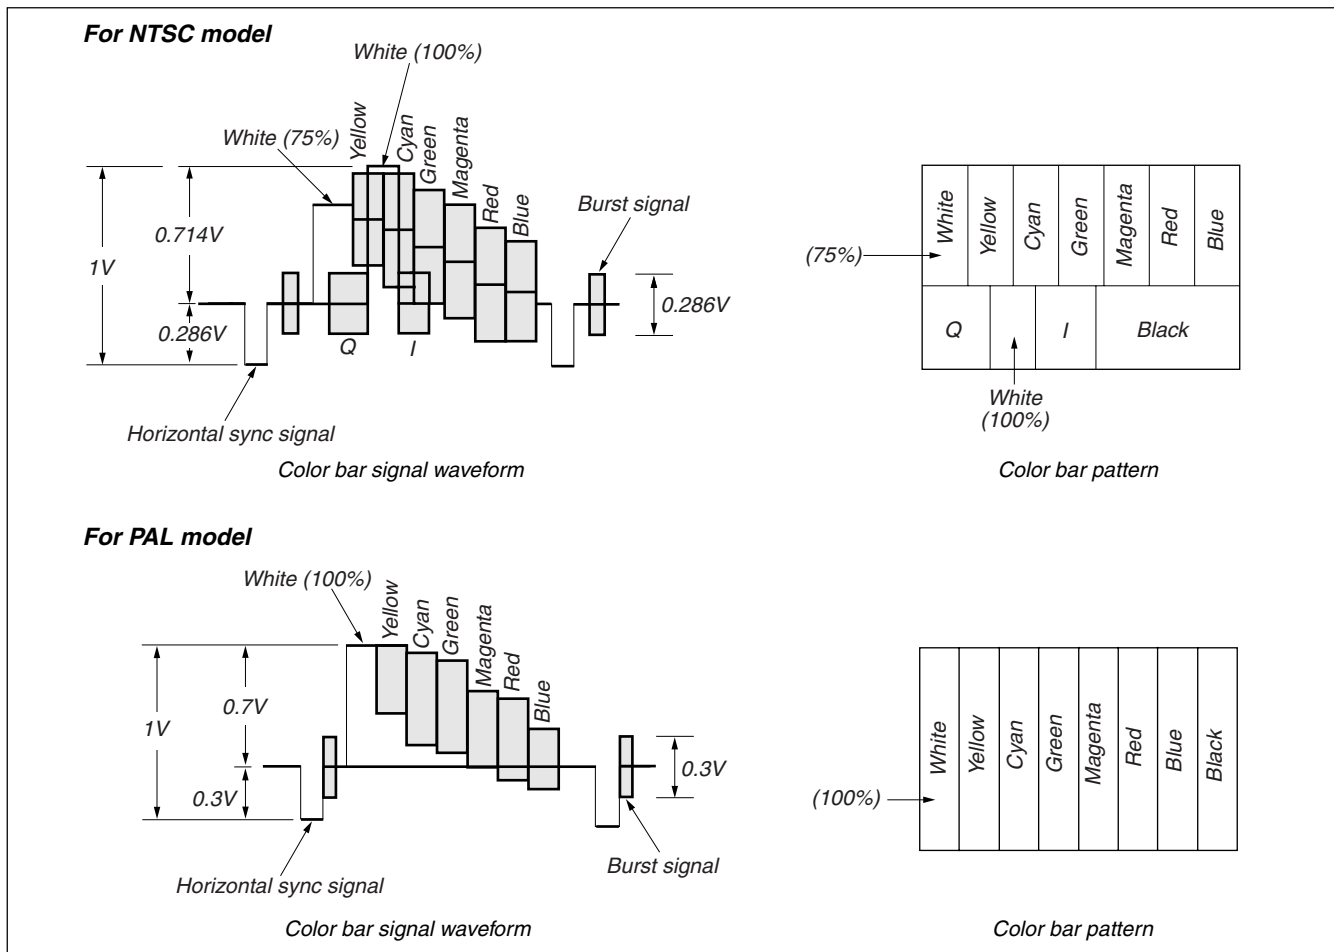 For NTSC model
White (100%)
White (75%)
Yellow
Cyan
Green
Magenta
Red
Blue
Burst signal
1V
0.714V
0.286V
0.286V
Q
I
Horizontal sync signal
Color bar signal waveform
White
Yellow
Cyan
Green
Magenta
Red
Blue
(75%)
Q
I
Black
White
(100%)
Color bar pattern
For PAL model
White (100%)
Yellow
Cyan
Green
Magenta
Red
Blue
1V
0.7V
0.3V
0.3V
Burst signal
Horizontal sync signal
Color bar signal waveform
White
Yellow
Cyan
Green
Magenta
Red
Blue
Black
(100%)
Color bar pattern